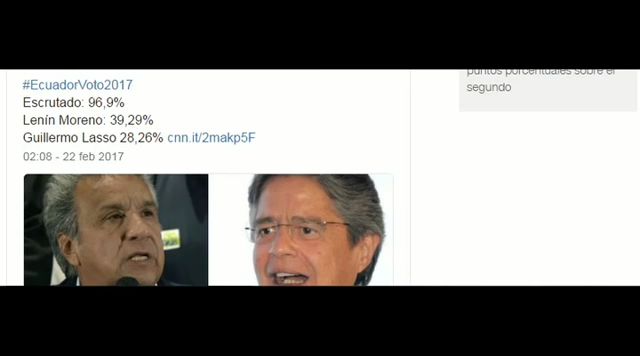 #EcuadorVoto2017
Escrutado: 96,9%
Lenín Moreno: 39,29%
Guillermo Lasso 28,26% cnn.it/2makp5F
02:08 - 22 feb 2017
puntos porcentuales sobre el
segundo